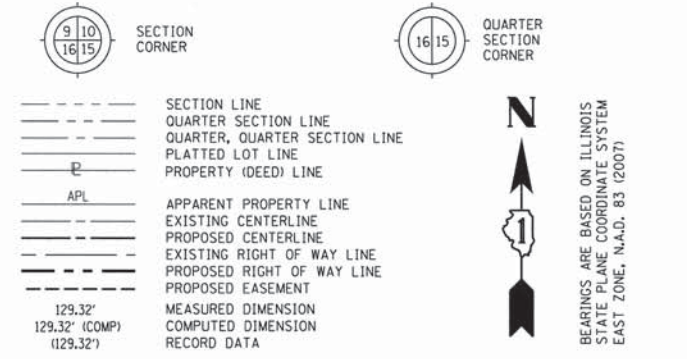 9 10
16 15
SECTION
CORNER
16 15
QUARTER
SECTION
CORNER
SECTION LINE
QUARTER SECTION LINE
QUARTER, QUARTER SECTION LINE
PLATTED LOT LINE
PROPERTY (DEED) LINE
APL
APPARENT PROPERTY LINE
EXISTING CENTERLINE
PROPOSED CENTERLINE
EXISTING RIGHT OF WAY LINE
PROPOSED RIGHT OF WAY LINE
PROPOSED EASEMENT
129.32' MEASURED DIMENSION
129.32' (COMP) COMPUTED DIMENSION
(129.32') RECORD DATA
N
1
BEARINGS ARE BASED ON ILLINOIS
STATE PLANE COORDINATE SYSTEM
EAST ZONE, N.A.D. 83 (2007)